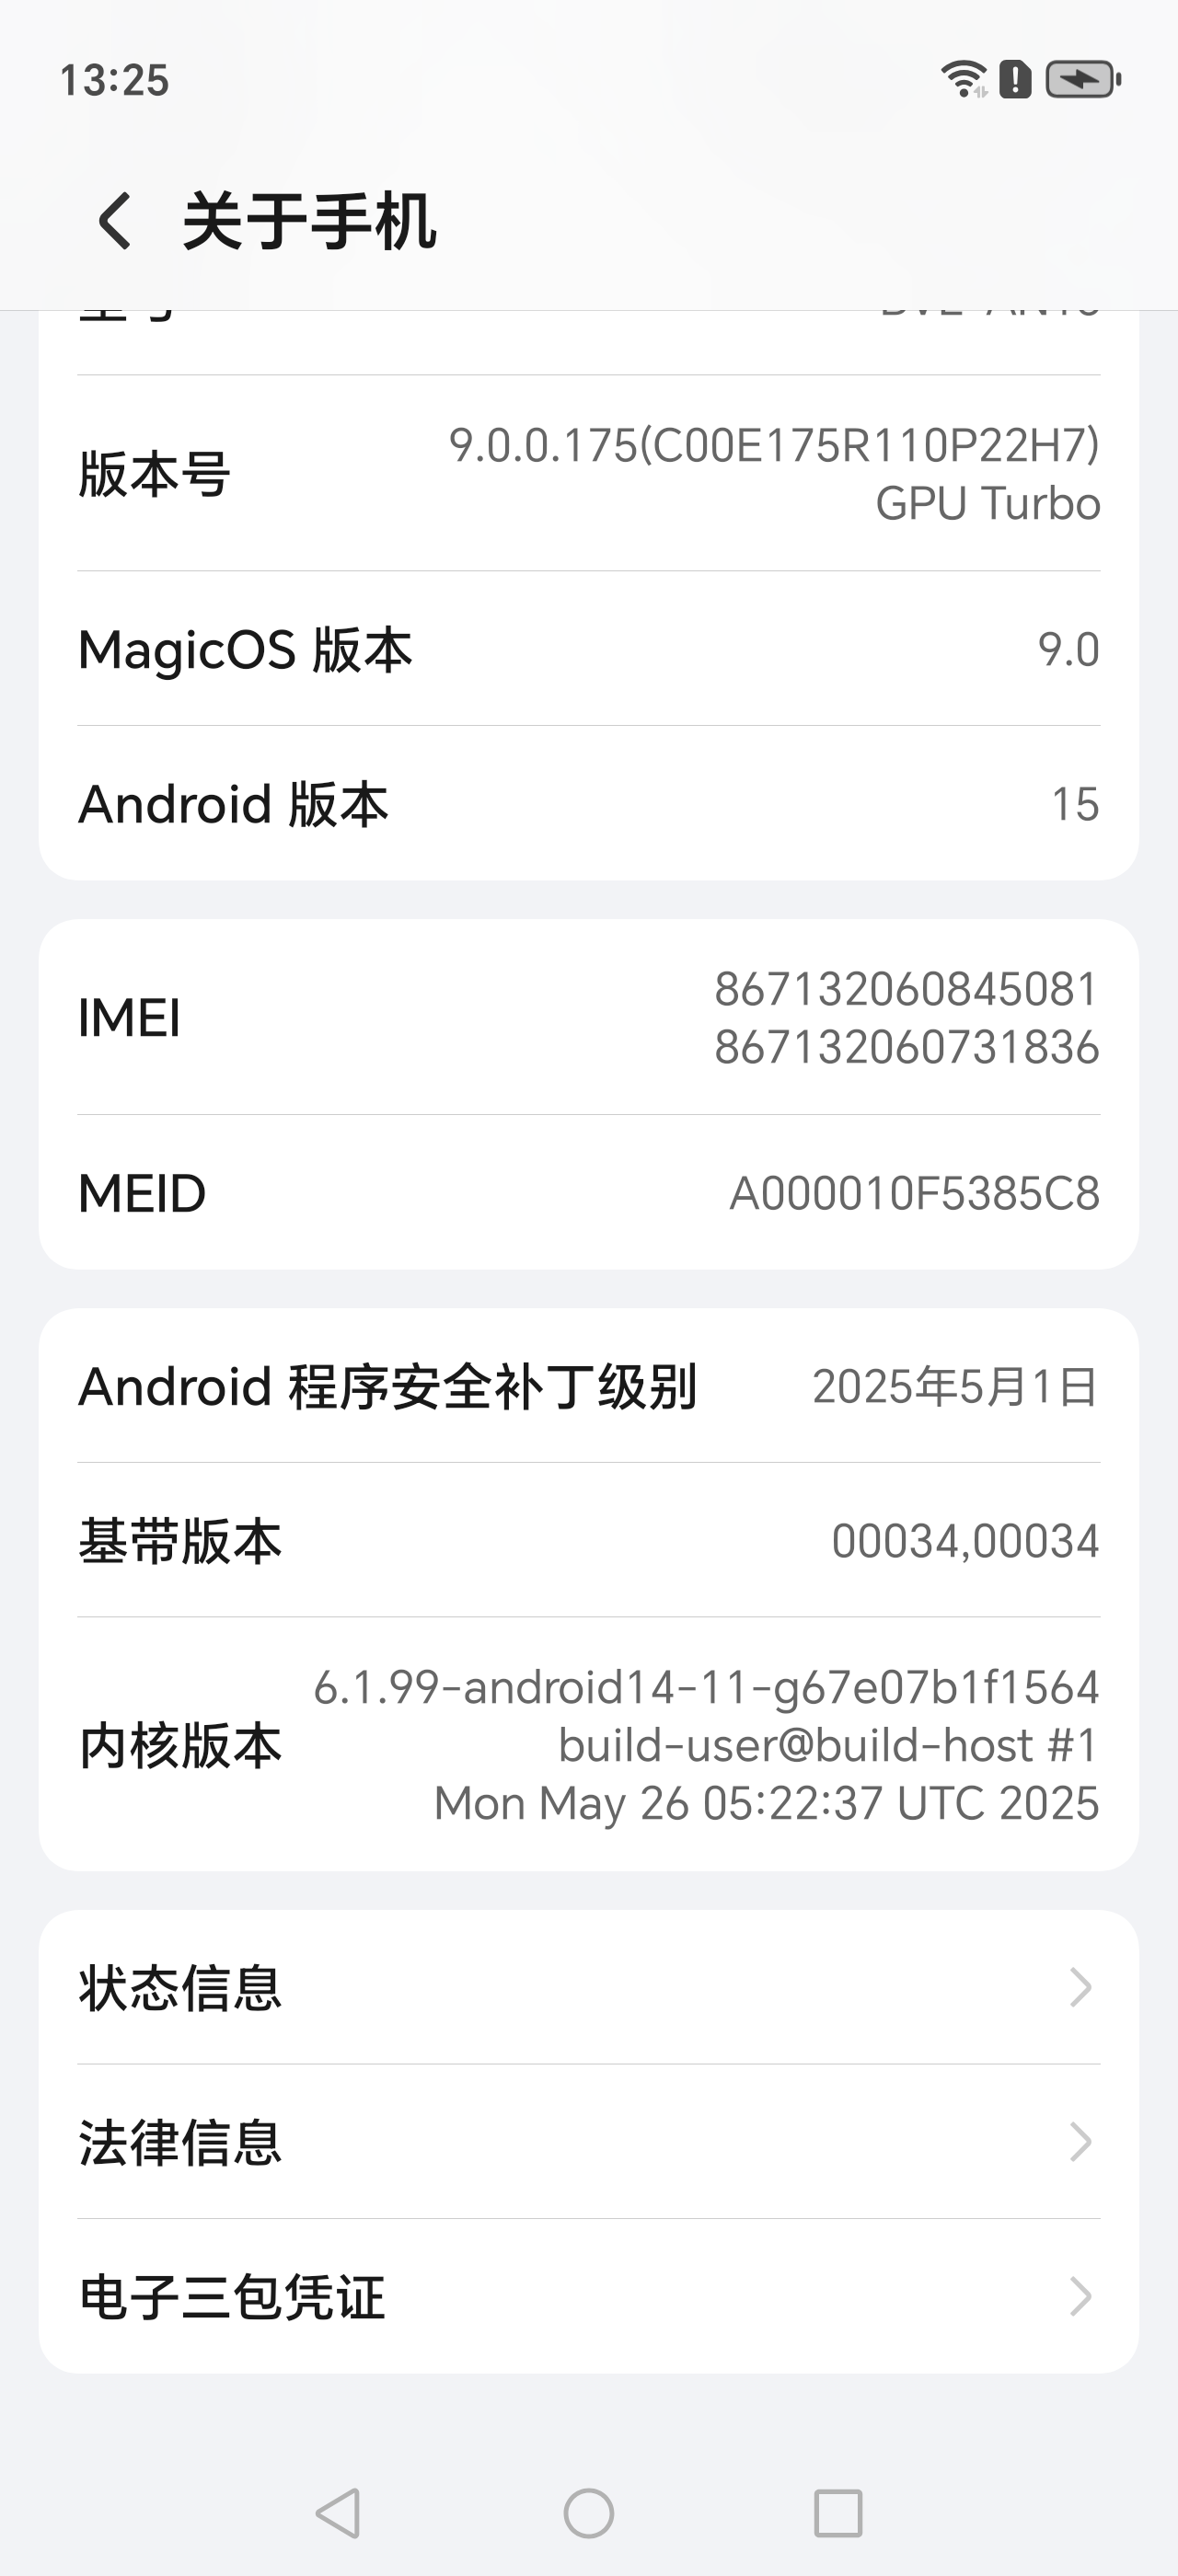 13:25
关于手机
版本号
9.0.0.175(C00E175R110P22H7)
GPU Turbo
MagicOS 版本
9.0
Android 版本
15
IMEI
867132060845081
867132060731836
MEID
A000010F5385C8
Android 程序安全补丁级别
2025年5月1日
基带版本
00034,00034
内核版本
6.1.99-android14-11-g67e07b1f1564
build-user@build-host #1
Mon May 26 05:22:37 UTC 2025
状态信息
法律信息
电子三包凭证